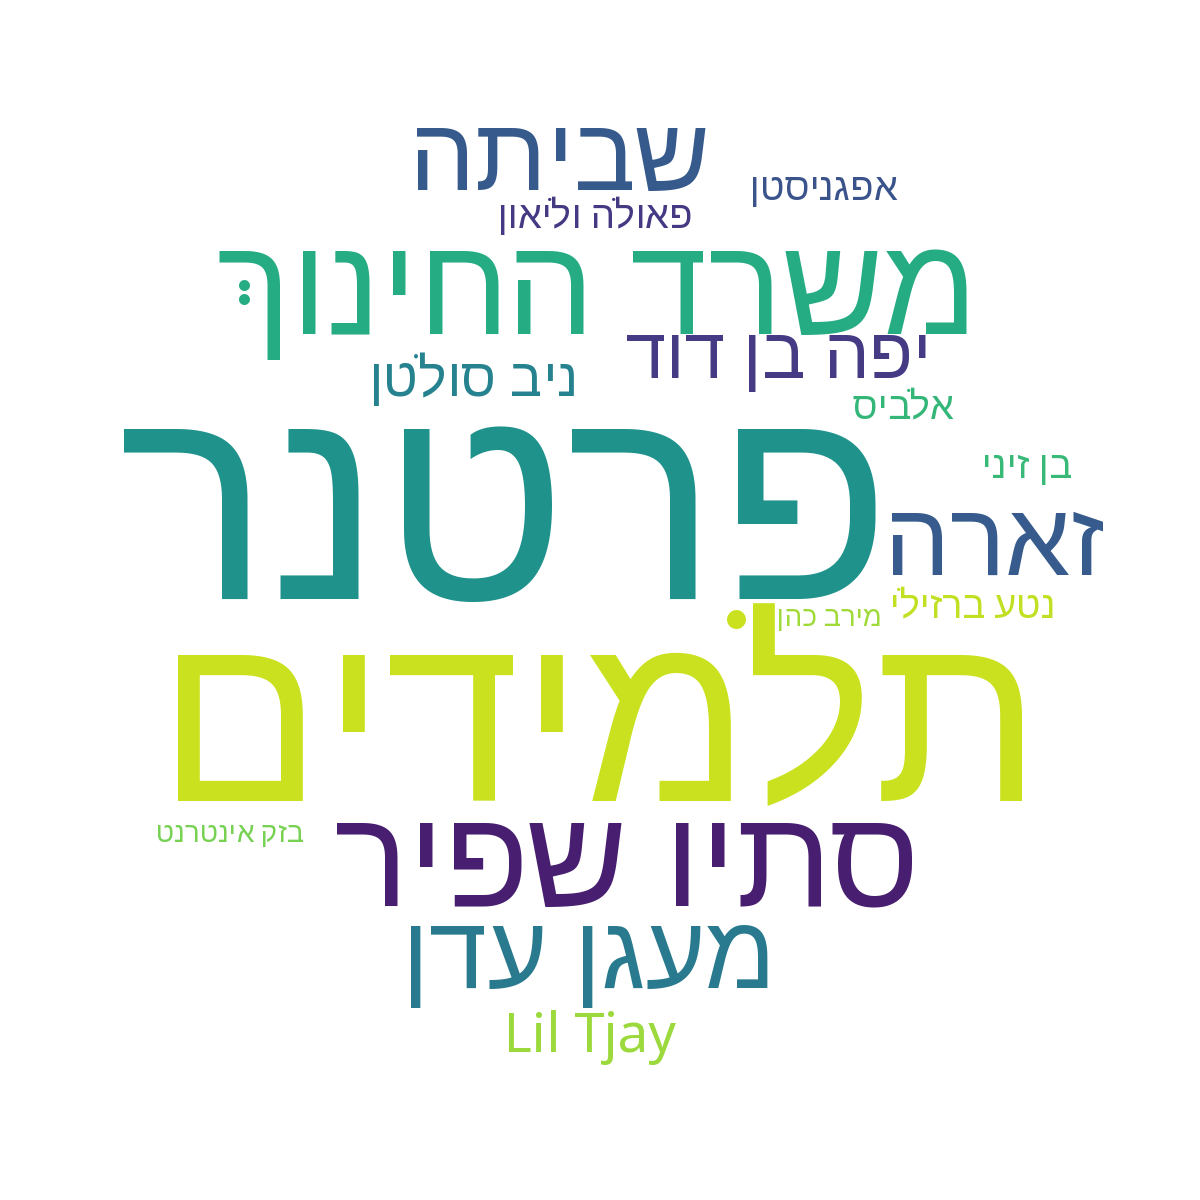 שביתה
אפגניסטן
פאולה וליאון
משרד החינוך
יפה בן דוד
ניב סולטן
אלביס
פרטנר
בן זיני
זארה
נטע ברזילי
מירב כהן
תלמידים
בזק אינטרנט
סתיו שפיר
מעגן עדן
Lil Tjay